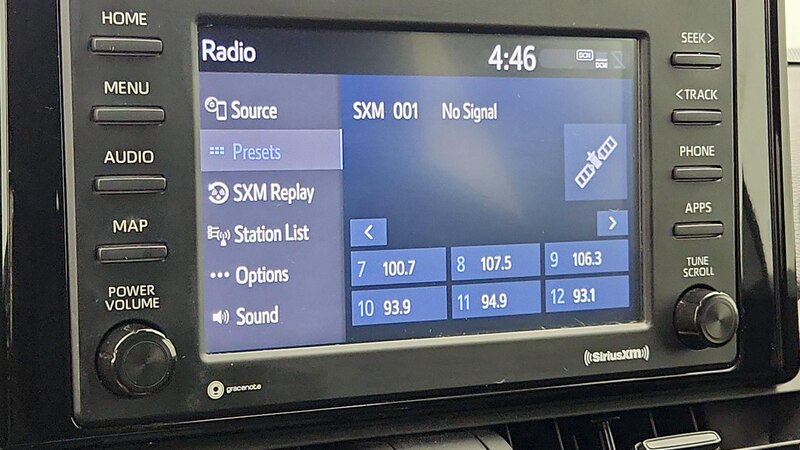 HOME
MENU
AUDIO
MAP
POWER
VOLUME
Radio
4:46
DCM
Source
Presets
SXM Replay
Station List
Options
Sound
SXM 001 No Signal
<
>
7 100.7
8 107.5
9 106.3
10 93.9
11 94.9
12 93.1
SEEK >
< TRACK
PHONE
APPS
TUNE
SCROLL
gracenote
((SiriusXM))